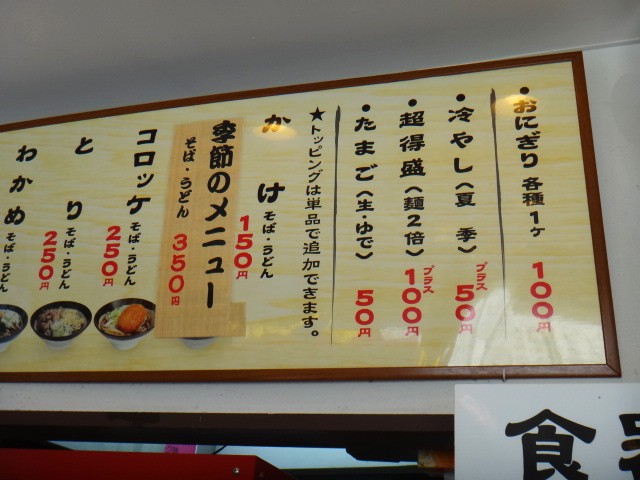 ・おにぎり 各種1ヶ 100円
・冷やし〈夏季〉 プラス50円
・超得盛〈麺2倍〉 プラス100円
・たまご〈生・ゆで〉 50円
★トッピングは単品で追加できます。
かけ そば・うどん 150円
季節のメニュー
そば・うどん 350円
コロッケ そば・うどん 250円
とり そば・うどん 250円
わかめ そば・うどん
食